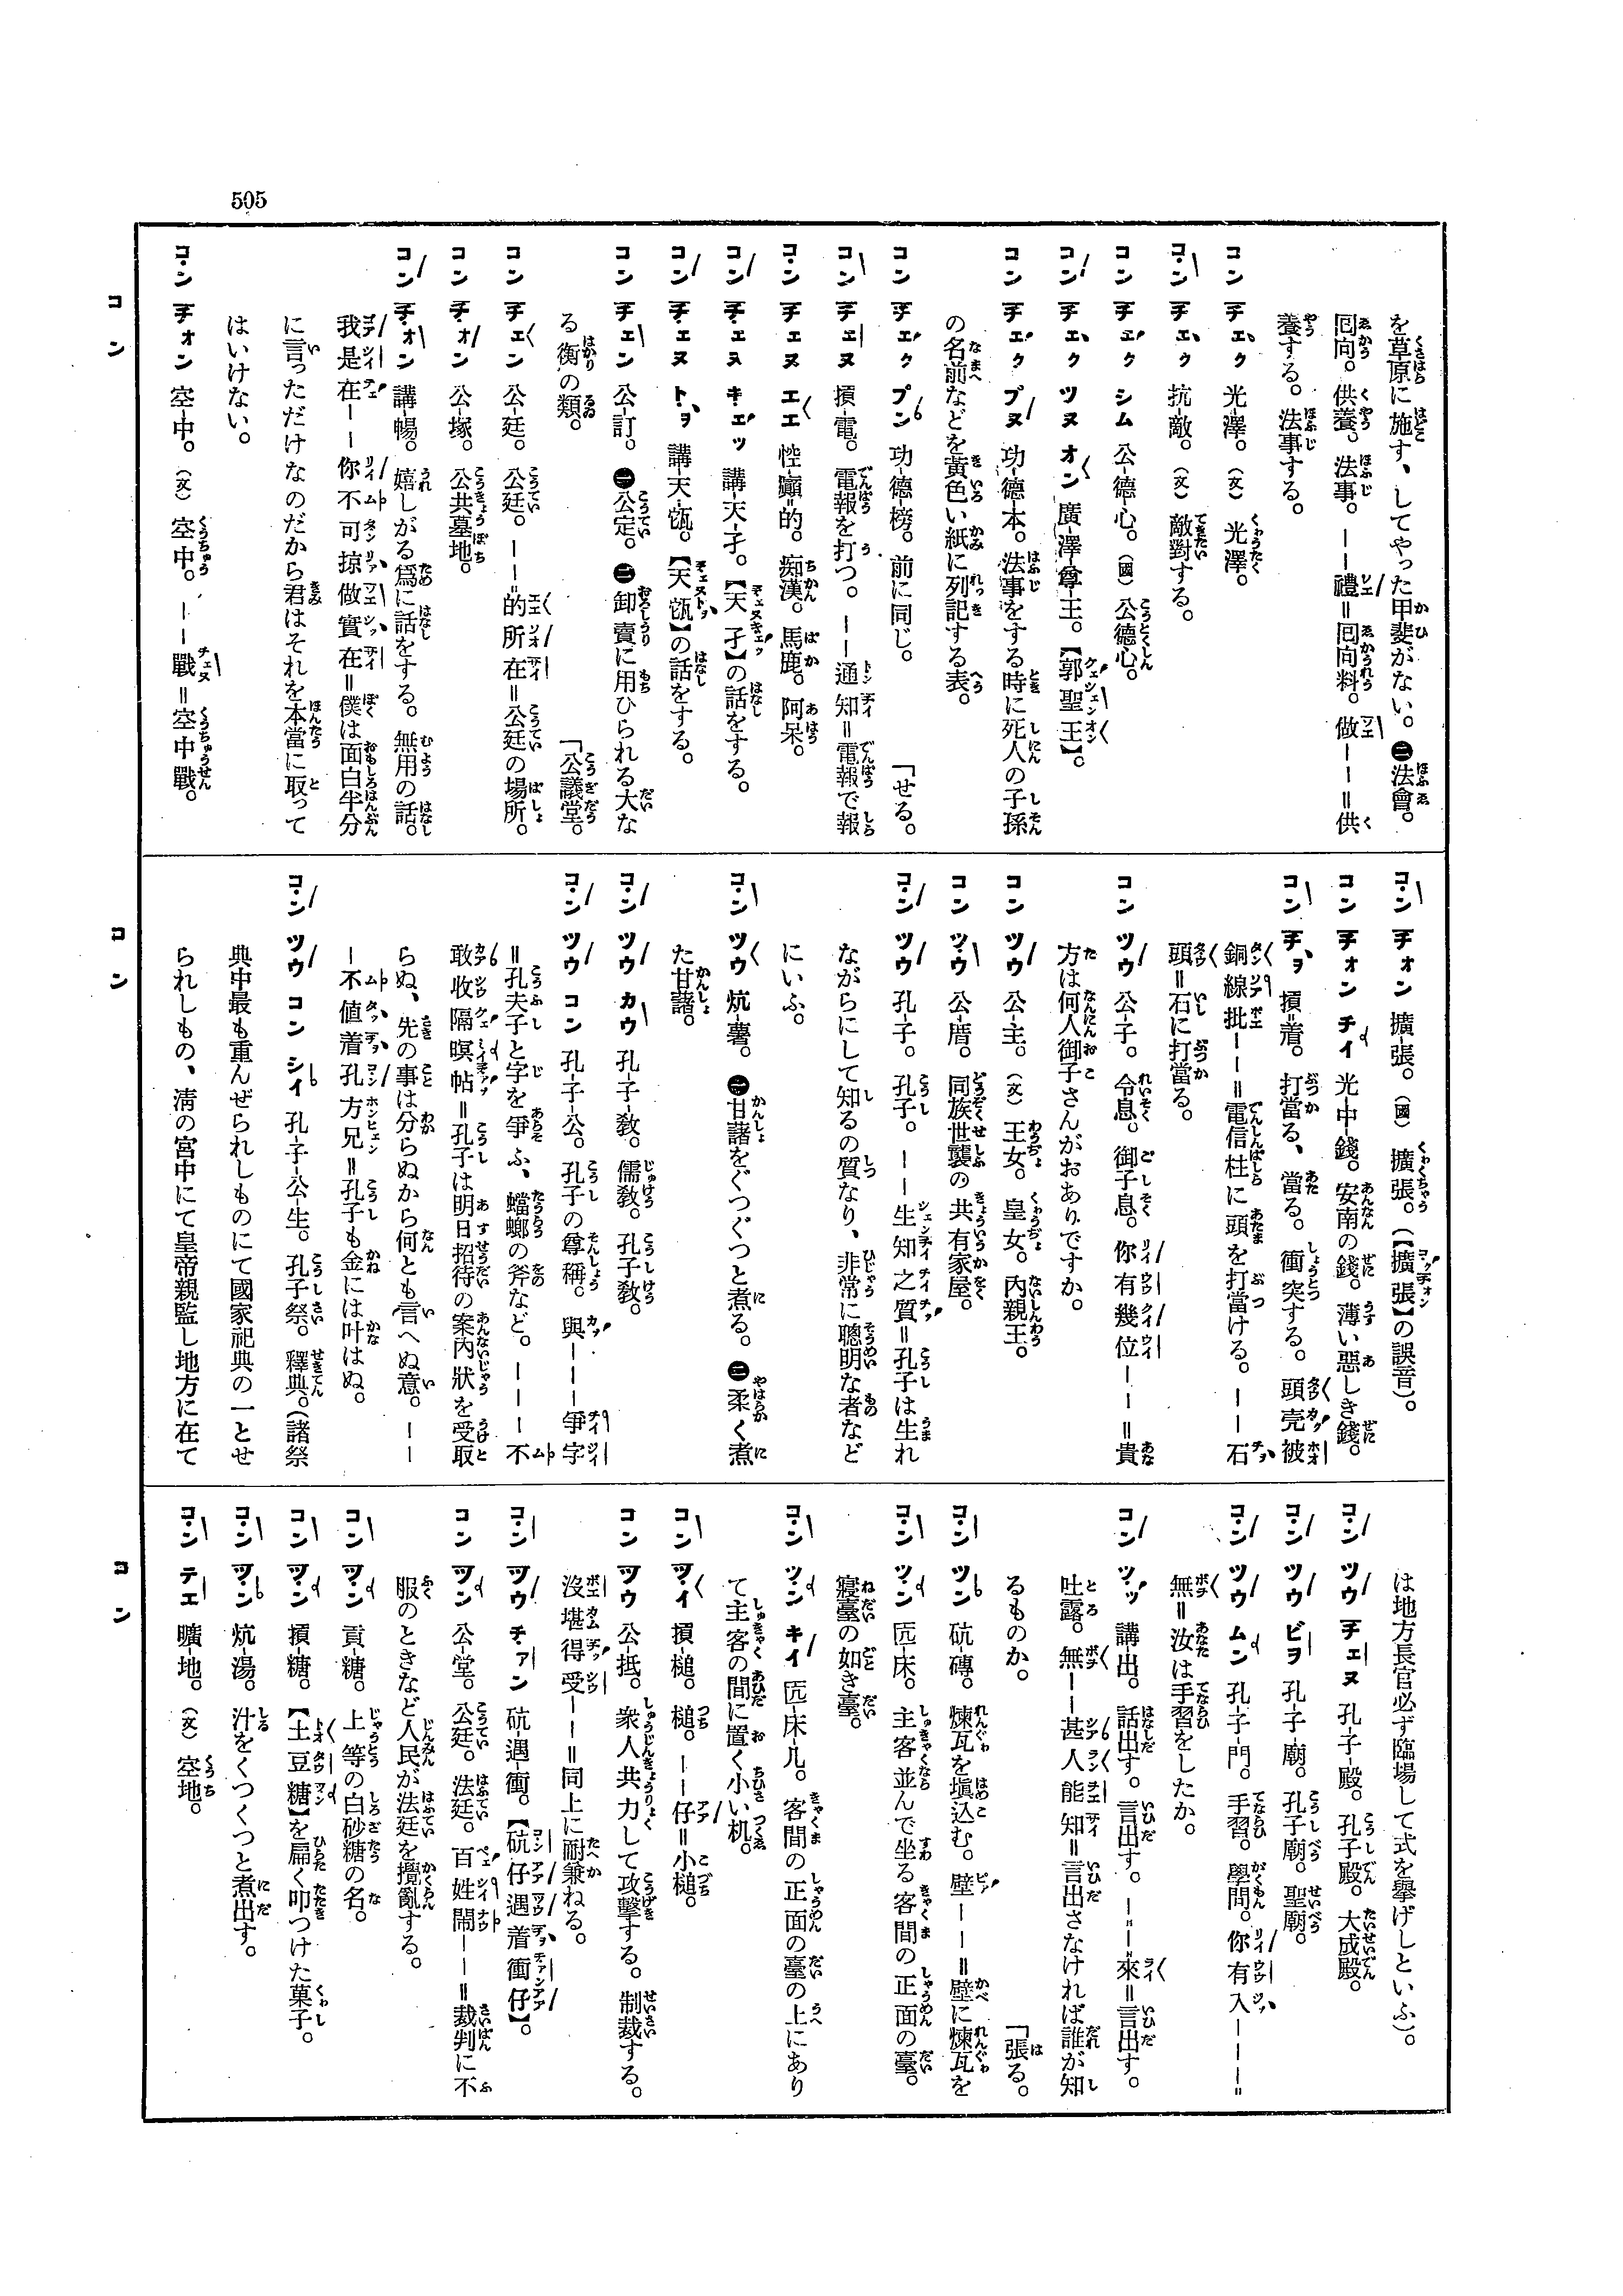 505
を草原に施す、してやった甲斐がない。㊁法會。
囘向。供養。法事。——禮=囘向料。做———=供
養する。法事する。
コン チェク 光澤。(文)光澤。
コン チェク 抗-敵。(文)敵對する。
コン チェク シム 公-德-心。(國)公德心。
コン チェク ツヌ オン 廣-澤-尊-王。【郭聖王】。
コン チェク プヌ 功-德-本。法事をする時に死人の子孫
の名前などを黄色い紙に列記する表。
コン チェク プン 功-德-榜。前に同じ。 「せる。
コン チェヌ 摃-電。電報を打つ。——通知=電報で報
コン チェヌ エエ 悾-癲=的。痴漢。馬鹿。阿呆。
コン チェヌ キェッ 講-天-孑。【天孑】の話をする。
コン チェヌ トヲ 講-天-䟓。【天䟓】の話をする。
コン チェン 公-訂。㊀公定。㊁卸賣に用ひられる大な
る衡の類。 「公議堂。
コン チェン 公-廷。公廷。——=的所在=公廷の場所。
コン チォン 公-塚。公共墓地。
コン チォン 講-暢。嬉しがる爲に話をする。無用の話。
我是在——你不可掠做實在=僕は面白半分
に言っただけなのだから君はそれを本當に取って
はいけない。
コン チォン 空-中。(文)空中。——戰=空中戰。
コン チォン 擴-張。(國)擴張。(【擴張】の誤音)。
コン チォン チイ 光-中-錢。安南の錢。薄い惡しき錢。
コン チヲ 摃=着。打當る、當る。衝突する。頭壳被
銅線批——=電信柱に頭を打當ける。——石
頭=石に打當る。
コン ツウ 公-子。令息。御子息。你有幾位——=貴
方は何人御子さんがおありですか。
コン ツウ 公-主。(文)王女。皇女。内親王。
コン ツウ 公-厝。同族世襲の共有家屋。
コン ツウ 孔-子。孔子。——生知之質=孔子は生れ
ながらにして知るの質なり、非常に聰明な者など
にいふ。
コン ツウ 炕-薯。㊀甘藷をぐつぐつと煮る。㊁柔く煮
た甘藷。
コン ツウ カウ 孔-子-教。儒教。孔子教。
コン ツウ コン 孔-子-公。孔子の尊稱。與———爭字
=孔夫子と字を爭ふ、蟷螂の斧など。———不
敢收隔暝帖=孔子は明日招待の案内狀を受取
らぬ、先の事は分らぬから何とも言へぬ意。——
—不値着孔方兄=孔子も金には叶はぬ。
コン ツウ コン シイ 孔-子-公-生。孔子祭。釋典。(諸祭
典中最も重んぜられしものにて國家祀典の一とせ
られしもの、清の宮中にて皇帝親監し地方に在て
は地方長官必ず臨場して式を擧げしといふ)。
コン ツウ チェヌ 孔-子-殿。孔子殿。大成殿。
コン ツウ ビヲ 孔-子-廟。孔子廟。聖廟。
コン ツウ ムン 孔-子-門。手習。學問。你有入———=
無=汝は手習をしたか。
コン ツッ 講=出。話出す。言出す。—=—=來=言出す。
吐露。無——甚人能知=言出さなければ誰が知
るものか。 「張る。
コン ツン 砊-磚。煉瓦を塡込む。壁——=壁に煉瓦を
コン ツン 匟-床。主客並んで坐る客間の正面の臺。
寢臺の如き臺。
コン ツン キイ 匟-床-几。客間の正面の臺の上にあり
て主客の間に置く小い机。
コン ツイ 摃-槌。槌。——仔=小槌。
コン ツウ 公-抵。衆人共力して攻擊する。制裁する。
沒堪得受——=同上に耐兼ねる。
コン ツウ チァン 砊-遇-衝。【砊仔遇着衝仔】。
コン ツン 公-堂。公廷。法廷。百姓鬧——=裁判に不
服のときなど人民が法廷を攪亂する。
コン ツン 貢-糖。上等の白砂糖の名。
コン ツン 摃-糖。【土豆糖】を扁く叩つけた菓子。
コン ツン 炕-湯。汁をくつくつと煮出す。
コン テエ 曠-地。(文)空地。
コン
コン
コン